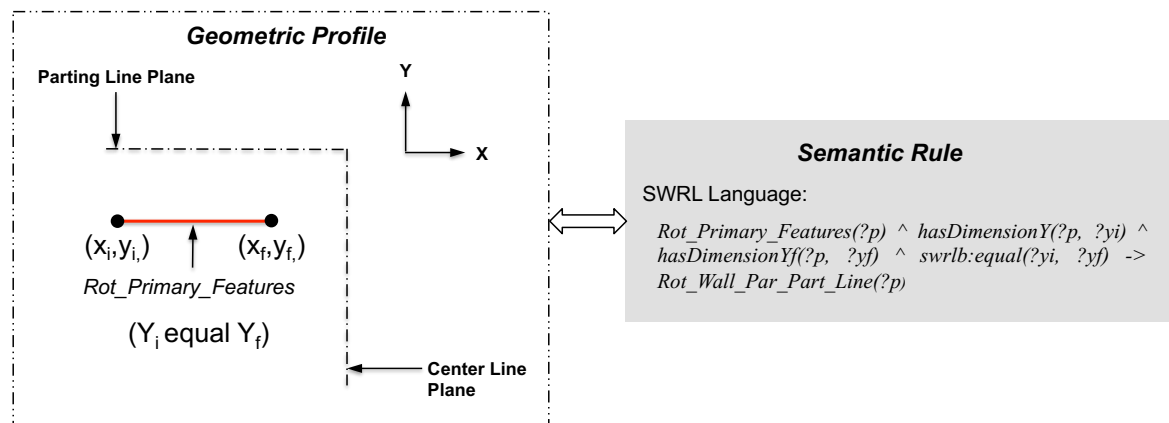 Geometric Profile
Parting Line Plane
Y
X
(xi,yi,)
(xf,yf,)
Rot_Primary_Features
(Yi equal Yf)
Center Line
Plane
Semantic Rule
SWRL Language:
Rot_Primary_Features(?p) ^ hasDimensionY(?p, ?yi) ^
hasDimensionYf(?p, ?yf) ^ swrlb:equal(?yi, ?yf) ->
Rot_Wall_Par_Part_Line(?p)